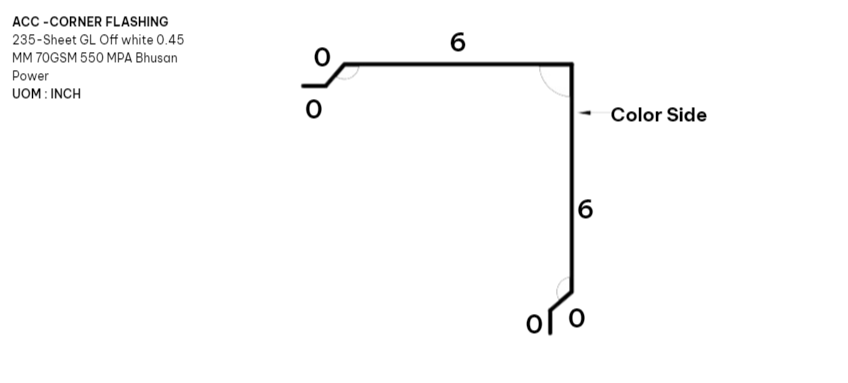 ACC -CORNER FLASHING
235-Sheet GL Off white 0.45
MM 70GSM 550 MPA Bhusan
Power
UOM : INCH
6
0
0
Color Side
6
0
0